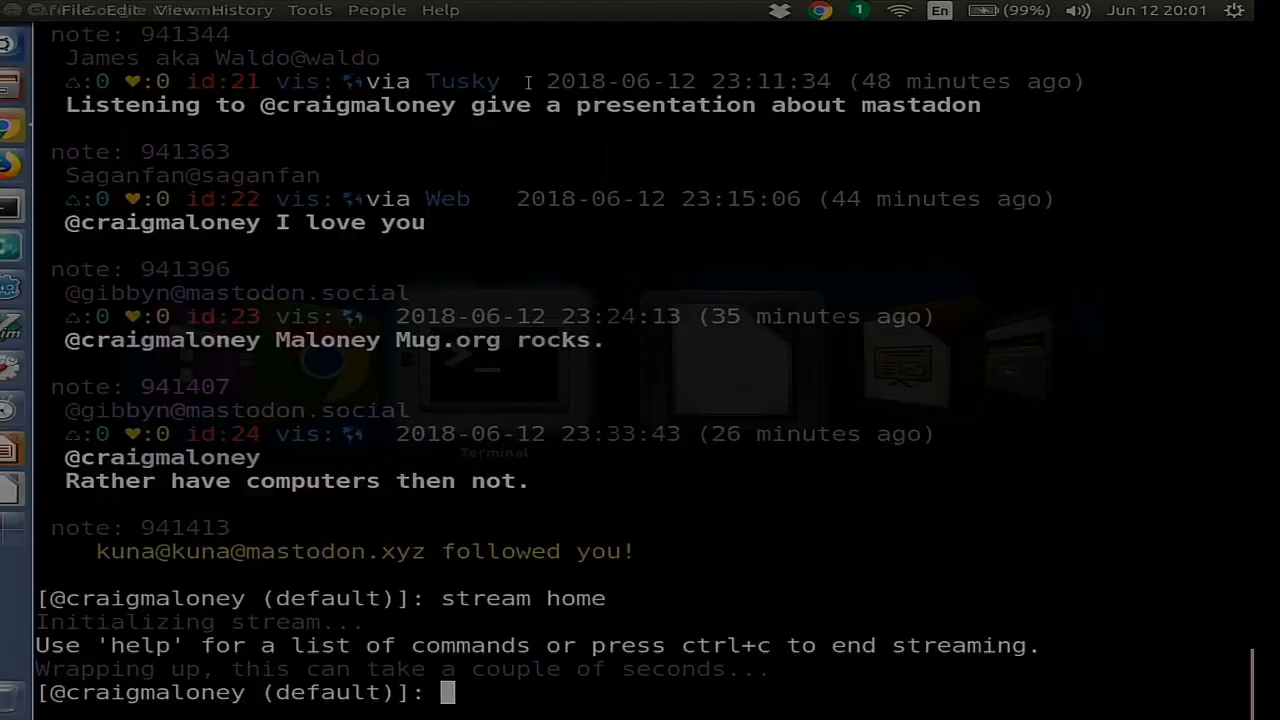 File Edit View History Tools People Help 1 En (99%) Jun 12 20:01
note: 941344
James aka Waldo@waldo
♺:0 ♥:0 id:21 vis:🌎via Tusky 2018-06-12 23:11:34 (48 minutes ago)
Listening to @craigmaloney give a presentation about mastadon
note: 941363
Saganfan@saganfan
♺:0 ♥:0 id:22 vis:🌎via Web 2018-06-12 23:15:06 (44 minutes ago)
@craigmaloney I love you
note: 941396
@gibbyn@mastodon.social
♺:0 ♥:0 id:23 vis:🌎 2018-06-12 23:24:13 (35 minutes ago)
@craigmaloney Maloney Mug.org rocks.
note: 941407
@gibbyn@mastodon.social
♺:0 ♥:0 id:24 vis:🌎 2018-06-12 23:33:43 (26 minutes ago)
Terminal
@craigmaloney
Rather have computers then not.
note: 941413
kuna@kuna@mastodon.xyz followed you!
[@craigmaloney (default)]: stream home
Initializing stream...
Use 'help' for a list of commands or press ctrl+c to end streaming.
Wrapping up, this can take a couple of seconds...
[@craigmaloney (default)]: